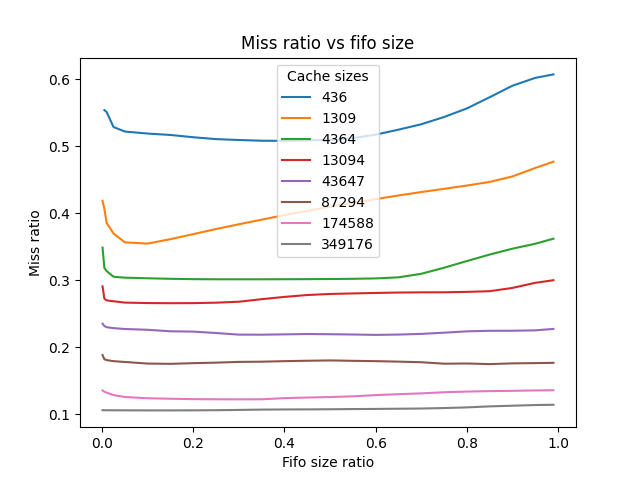 Miss ratio vs fifo size
Cache sizes
436
1309
4364
13094
43647
87294
174588
349176
Miss ratio
0.6
0.5
0.4
0.3
0.2
0.1
0.0 0.2 0.4 0.6 0.8 1.0
Fifo size ratio